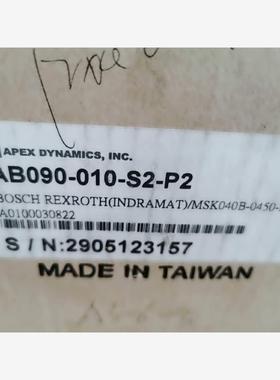 APEX DYNAMICS, INC.
AB090-010-S2-P2
BOSCH REXROTH(INDRAMAT)/MSK040B-0450-
A0100030822
S / N:2905123157
MADE IN TAIWAN